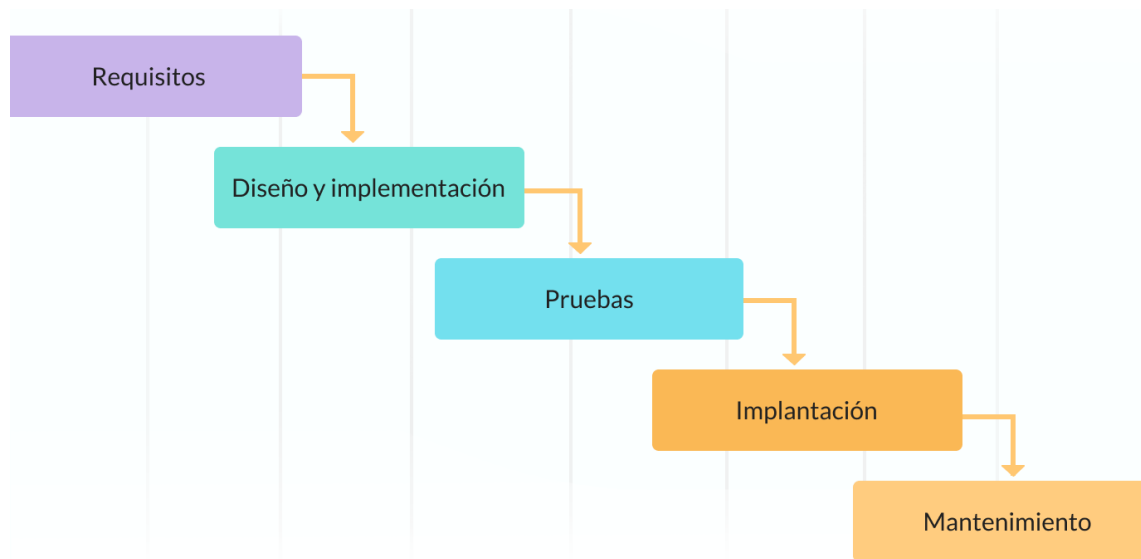 Requisitos
Diseño y implementación
Pruebas
Implantación
Mantenimiento